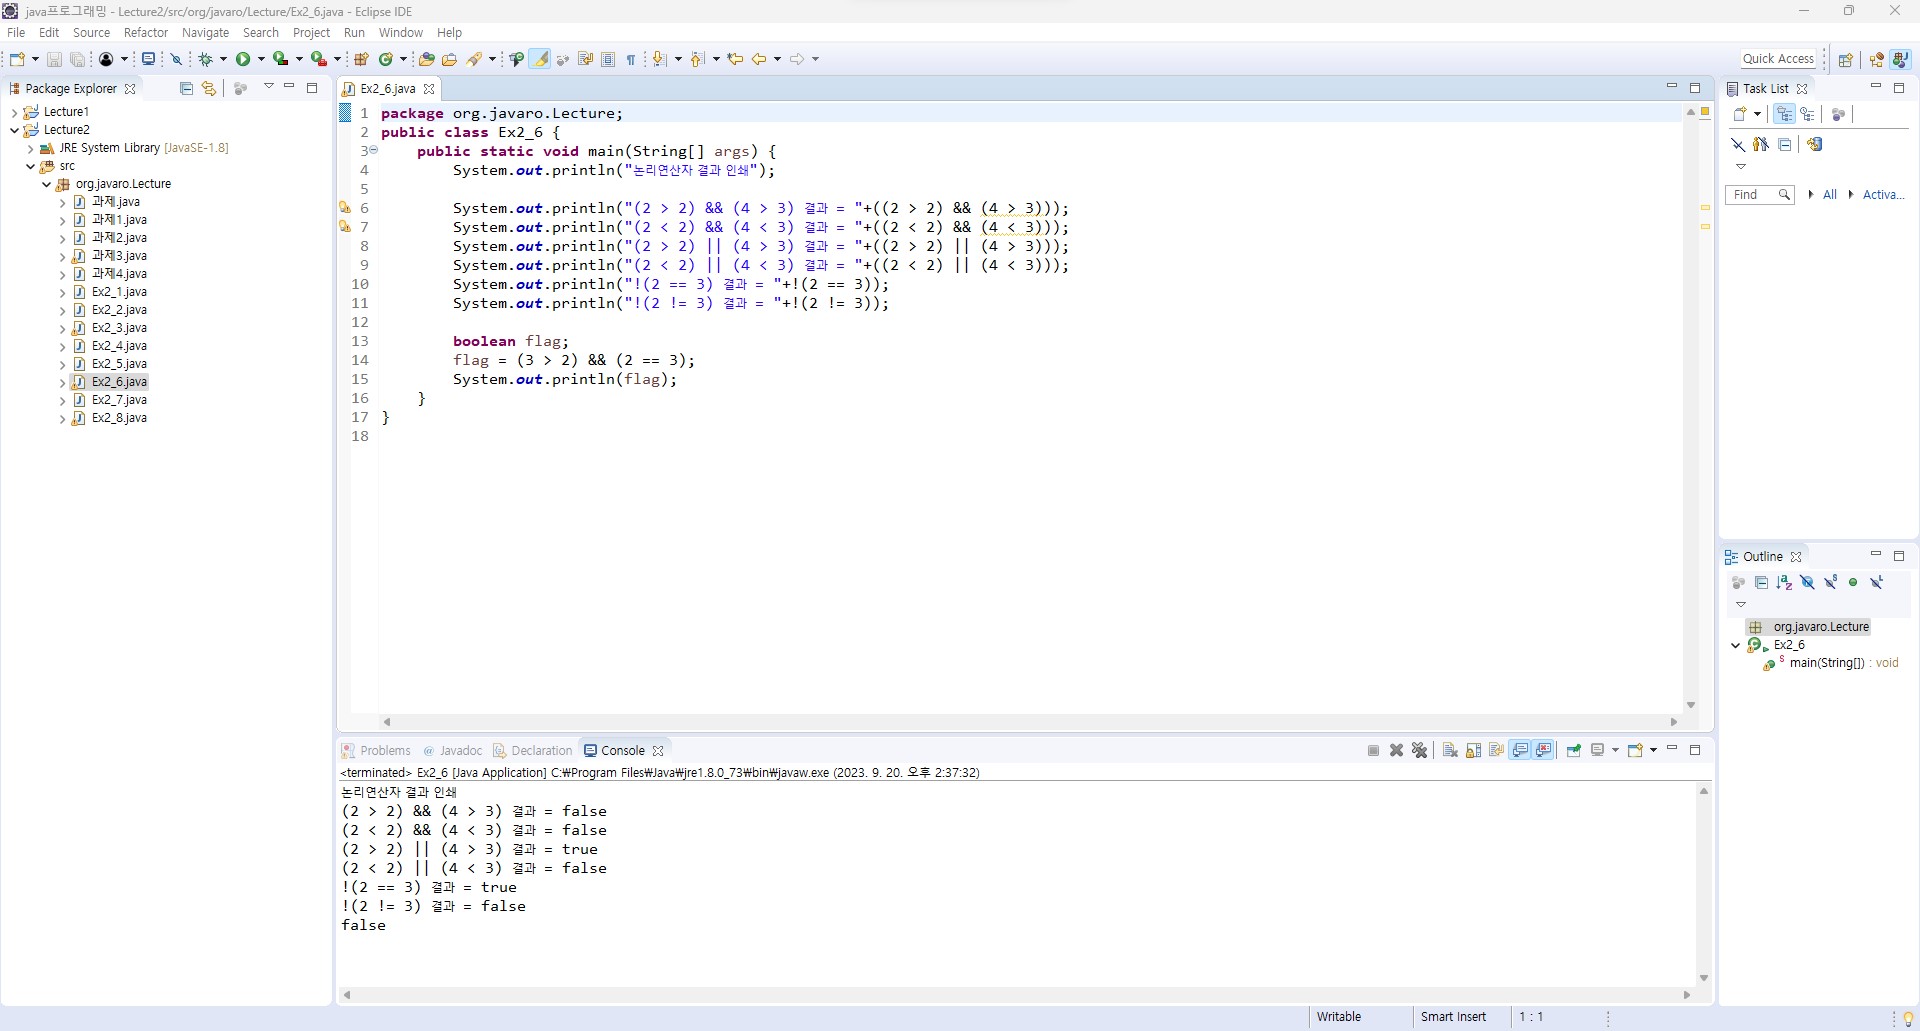 java프로그래밍 - Lecture2/src/org/javaro/Lecture/Ex2_6.java - Eclipse IDE
File Edit Source Refactor Navigate Search Project Run Window Help
Quick Access
Package Explorer
Lecture1
Lecture2
JRE System Library [JavaSE-1.8]
src
org.javaro.Lecture
과제.java
과제1.java
과제2.java
과제3.java
과제4.java
Ex2_1.java
Ex2_2.java
Ex2_3.java
Ex2_4.java
Ex2_5.java
Ex2_6.java
Ex2_7.java
Ex2_8.java
Ex2_6.java
1 package org.javaro.Lecture;
2 public class Ex2_6 {
3 public static void main(String[] args) {
4 System.out.println("논리연산자 결과 인쇄");
5
6 System.out.println("(2 > 2) && (4 > 3) 결과 = "+((2 > 2) && (4 > 3)));
7 System.out.println("(2 < 2) && (4 < 3) 결과 = "+((2 < 2) && (4 < 3)));
8 System.out.println("(2 > 2) || (4 > 3) 결과 = "+((2 > 2) || (4 > 3)));
9 System.out.println("(2 < 2) || (4 < 3) 결과 = "+((2 < 2) || (4 < 3)));
10 System.out.println("!(2 == 3) 결과 = "+!(2 == 3));
11 System.out.println("!(2 != 3) 결과 = "+!(2 != 3));
12
13 boolean flag;
14 flag = (3 > 2) && (2 == 3);
15 System.out.println(flag);
16 }
17 }
18
Problems @ Javadoc Declaration Console
<terminated> Ex2_6 [Java Application] C:₩Program Files₩Java₩jre1.8.0_73₩bin₩javaw.exe (2023. 9. 20. 오후 2:37:32)
논리연산자 결과 인쇄
(2 > 2) && (4 > 3) 결과 = false
(2 < 2) && (4 < 3) 결과 = false
(2 > 2) || (4 > 3) 결과 = true
(2 < 2) || (4 < 3) 결과 = false
!(2 == 3) 결과 = true
!(2 != 3) 결과 = false
false
Task List
Find All Activa...
Outline
org.javaro.Lecture
Ex2_6
main(String[]) : void
Writable Smart Insert 1 : 1